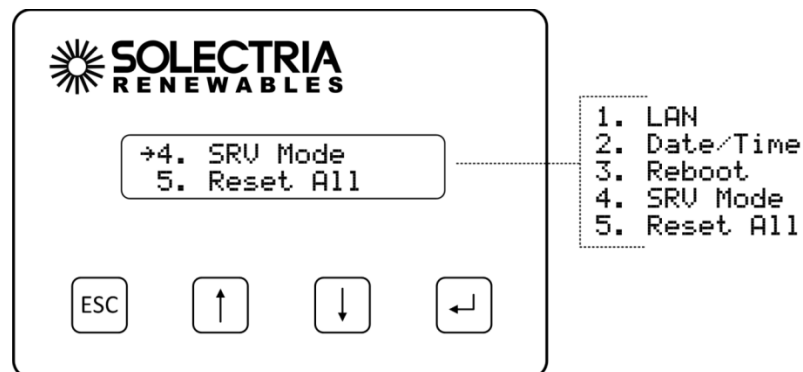 SOLECTRIA
RENEWABLES
→4. SRV Mode
5. Reset All
ESC
↑
↓
↵
1. LAN
2. Date/Time
3. Reboot
4. SRV Mode
5. Reset All